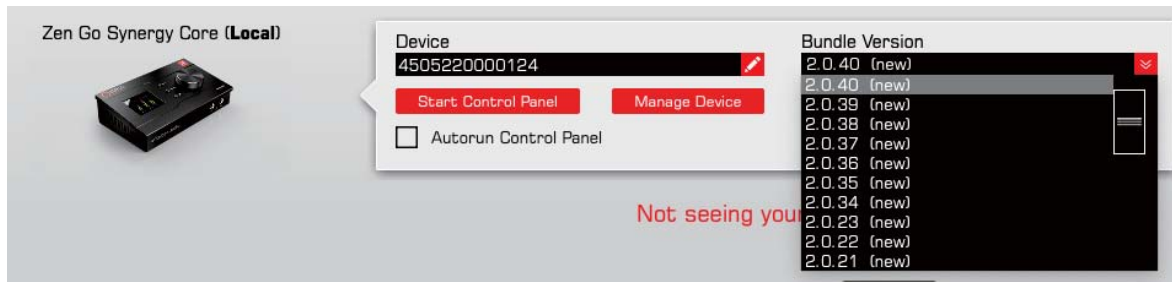 Zen Go Synergy Core (Local)
Device
4505220000124
Start Control Panel
Manage Device
Autorun Control Panel
Bundle Version
2.0.40 (new)
2.0.40 (new)
2.0.39 (new)
2.0.38 (new)
2.0.37 (new)
2.0.36 (new)
2.0.35 (new)
2.0.34 (new)
2.0.23 (new)
2.0.22 (new)
2.0.21 (new)
Not seeing your